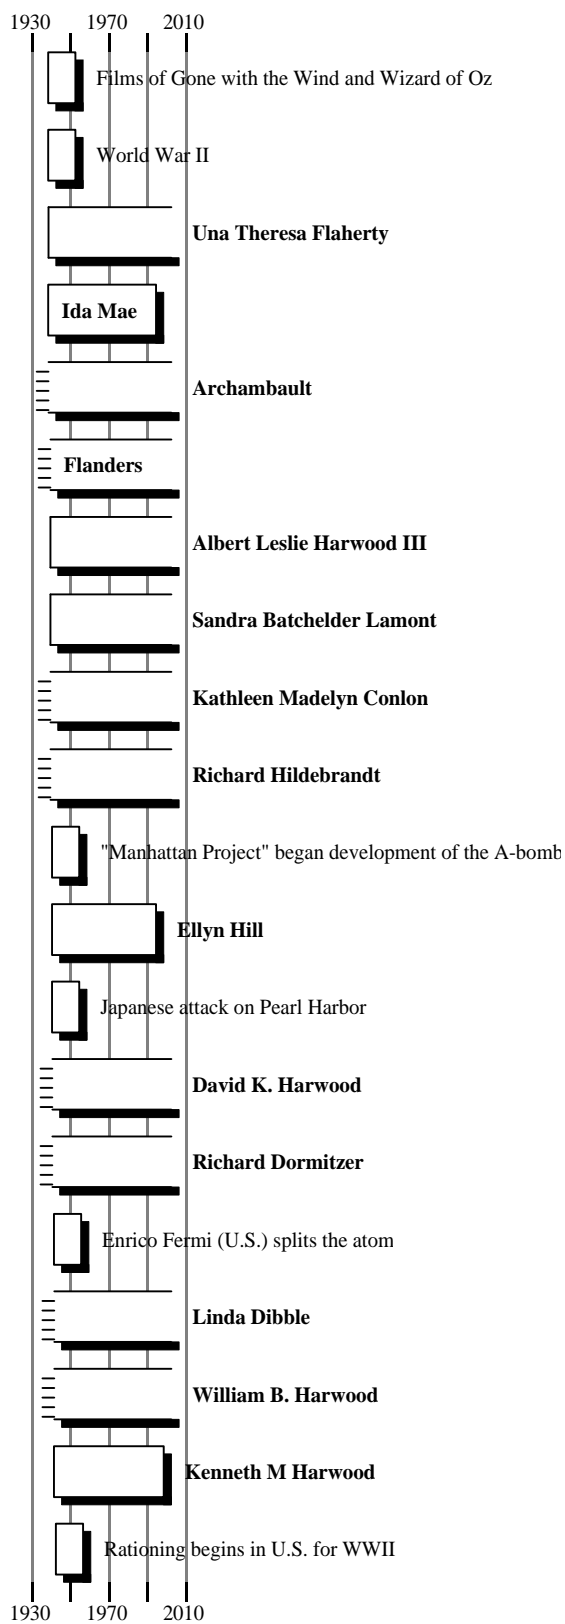 1930 1970 2010
Films of Gone with the Wind and Wizard of Oz
World War II
Una Theresa Flaherty
Ida Mae
Archambault
Flanders
Albert Leslie Harwood III
Sandra Batchelder Lamont
Kathleen Madelyn Conlon
Richard Hildebrandt
"Manhattan Project" began development of the A-bomb
Ellyn Hill
Japanese attack on Pearl Harbor
David K. Harwood
Richard Dormitzer
Enrico Fermi (U.S.) splits the atom
Linda Dibble
William B. Harwood
Kenneth M Harwood
Rationing begins in U.S. for WWII
1930 1970 2010